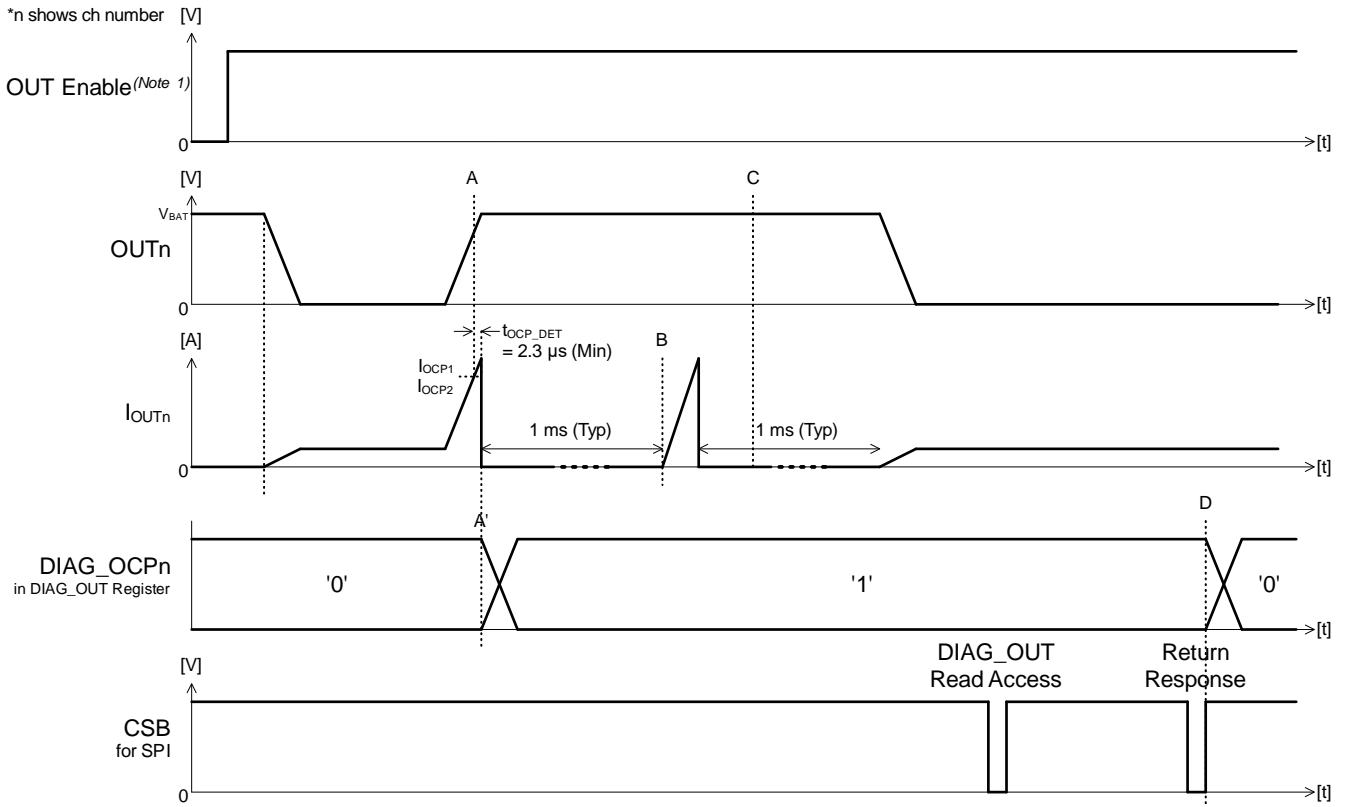 *n shows ch number [V]
OUT Enable(Note 1)
0
[t]
[V]
A
C
VBAT
OUTn
0
[t]
[A]
tOCP_DET
= 2.3 µs (Min)
B
IOCP1
IOCP2
IOUTn
1 ms (Typ)
1 ms (Typ)
0
[t]
A'
D
DIAG_OCPn
in DIAG_OUT Register
'0'
'1'
'0'
[t]
[V]
DIAG_OUT
Read Access
Return
Response
CSB
for SPI
0
[t]